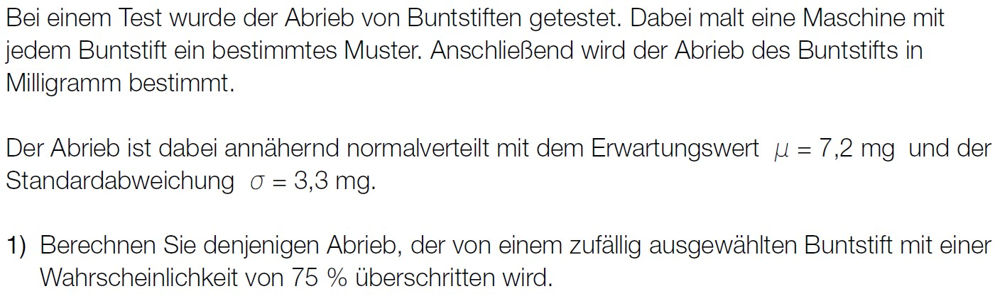 Bei einem Test wurde der Abrieb von Buntstiften getestet. Dabei malt eine Maschine mit
jedem Buntstift ein bestimmtes Muster. Anschließend wird der Abrieb des Buntstifts in
Milligramm bestimmt.
Der Abrieb ist dabei annähernd normalverteilt mit dem Erwartungswert μ = 7,2 mg und der
Standardabweichung σ = 3,3 mg.
1) Berechnen Sie denjenigen Abrieb, der von einem zufällig ausgewählten Buntstift mit einer
Wahrscheinlichkeit von 75 % überschritten wird.